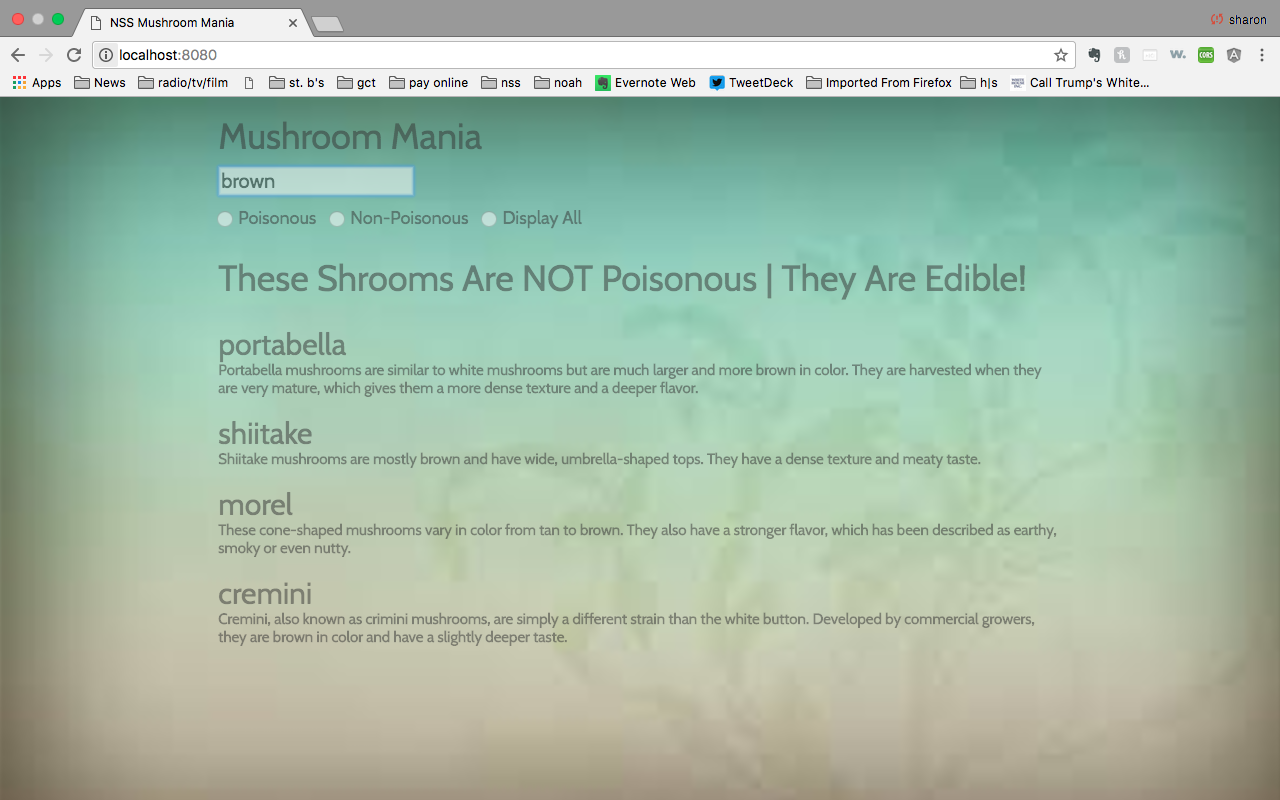 NSS Mushroom Mania
sharon
localhost:8080
w.
CORS
Apps News radio/tv/film st. b's gct pay online nss noah Evernote Web TweetDeck Imported From Firefox h|s Call Trump's White...
Mushroom Mania
brown
Poisonous Non-Poisonous Display All
These Shrooms Are NOT Poisonous | They Are Edible!
portabella
Portabella mushrooms are similar to white mushrooms but are much larger and more brown in color. They are harvested when they
are very mature, which gives them a more dense texture and a deeper flavor.
shiitake
Shiitake mushrooms are mostly brown and have wide, umbrella-shaped tops. They have a dense texture and meaty taste.
morel
These cone-shaped mushrooms vary in color from tan to brown. They also have a stronger flavor, which has been described as earthy,
smoky or even nutty.
cremini
Cremini, also known as crimini mushrooms, are simply a different strain than the white button. Developed by commercial growers,
they are brown in color and have a slightly deeper taste.